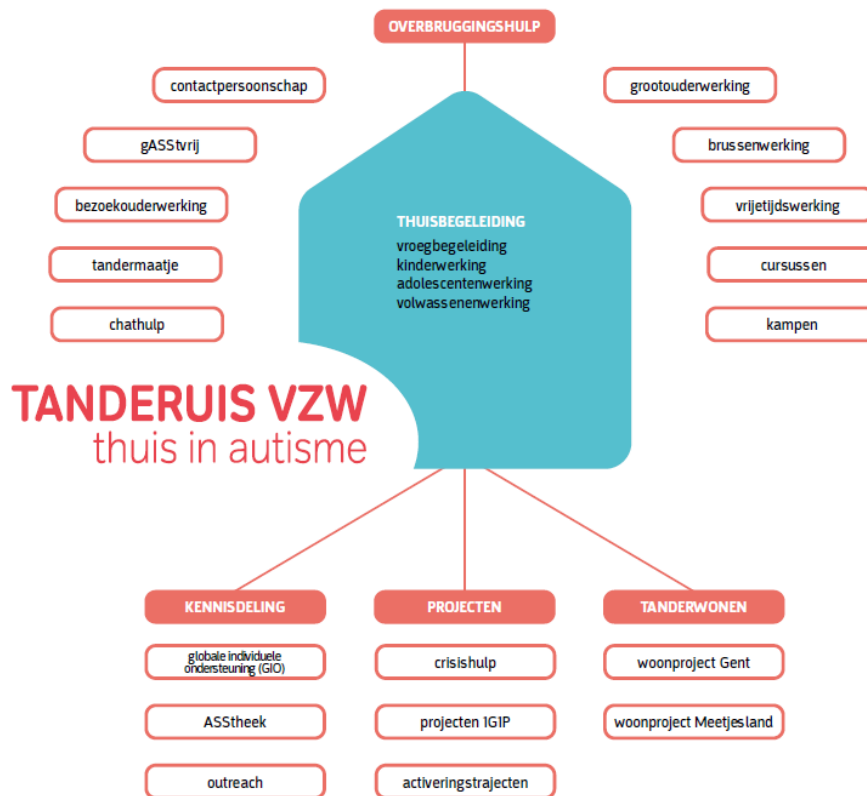 OVERBRUGGINGSHULP
contactpersoonschap
grootouderwerking
gASStvrij
brussenwerking
bezoekouderwerking
vrijetijdswerking
tandermaatje
cursussen
chathulp
kampen
THUISBEGELEIDING
vroegbegeleiding
kinderwerking
adolescentenwerking
volwassenenwerking
TANDERUIS VZW
thuis in autisme
KENNISDELING
globale individuele
ondersteuning (GIO)
ASStheek
outreach
PROJECTEN
crisishulp
projecten 1G1P
activeringstrajecten
TANDERWONEN
woonproject Gent
woonproject Meetjesland